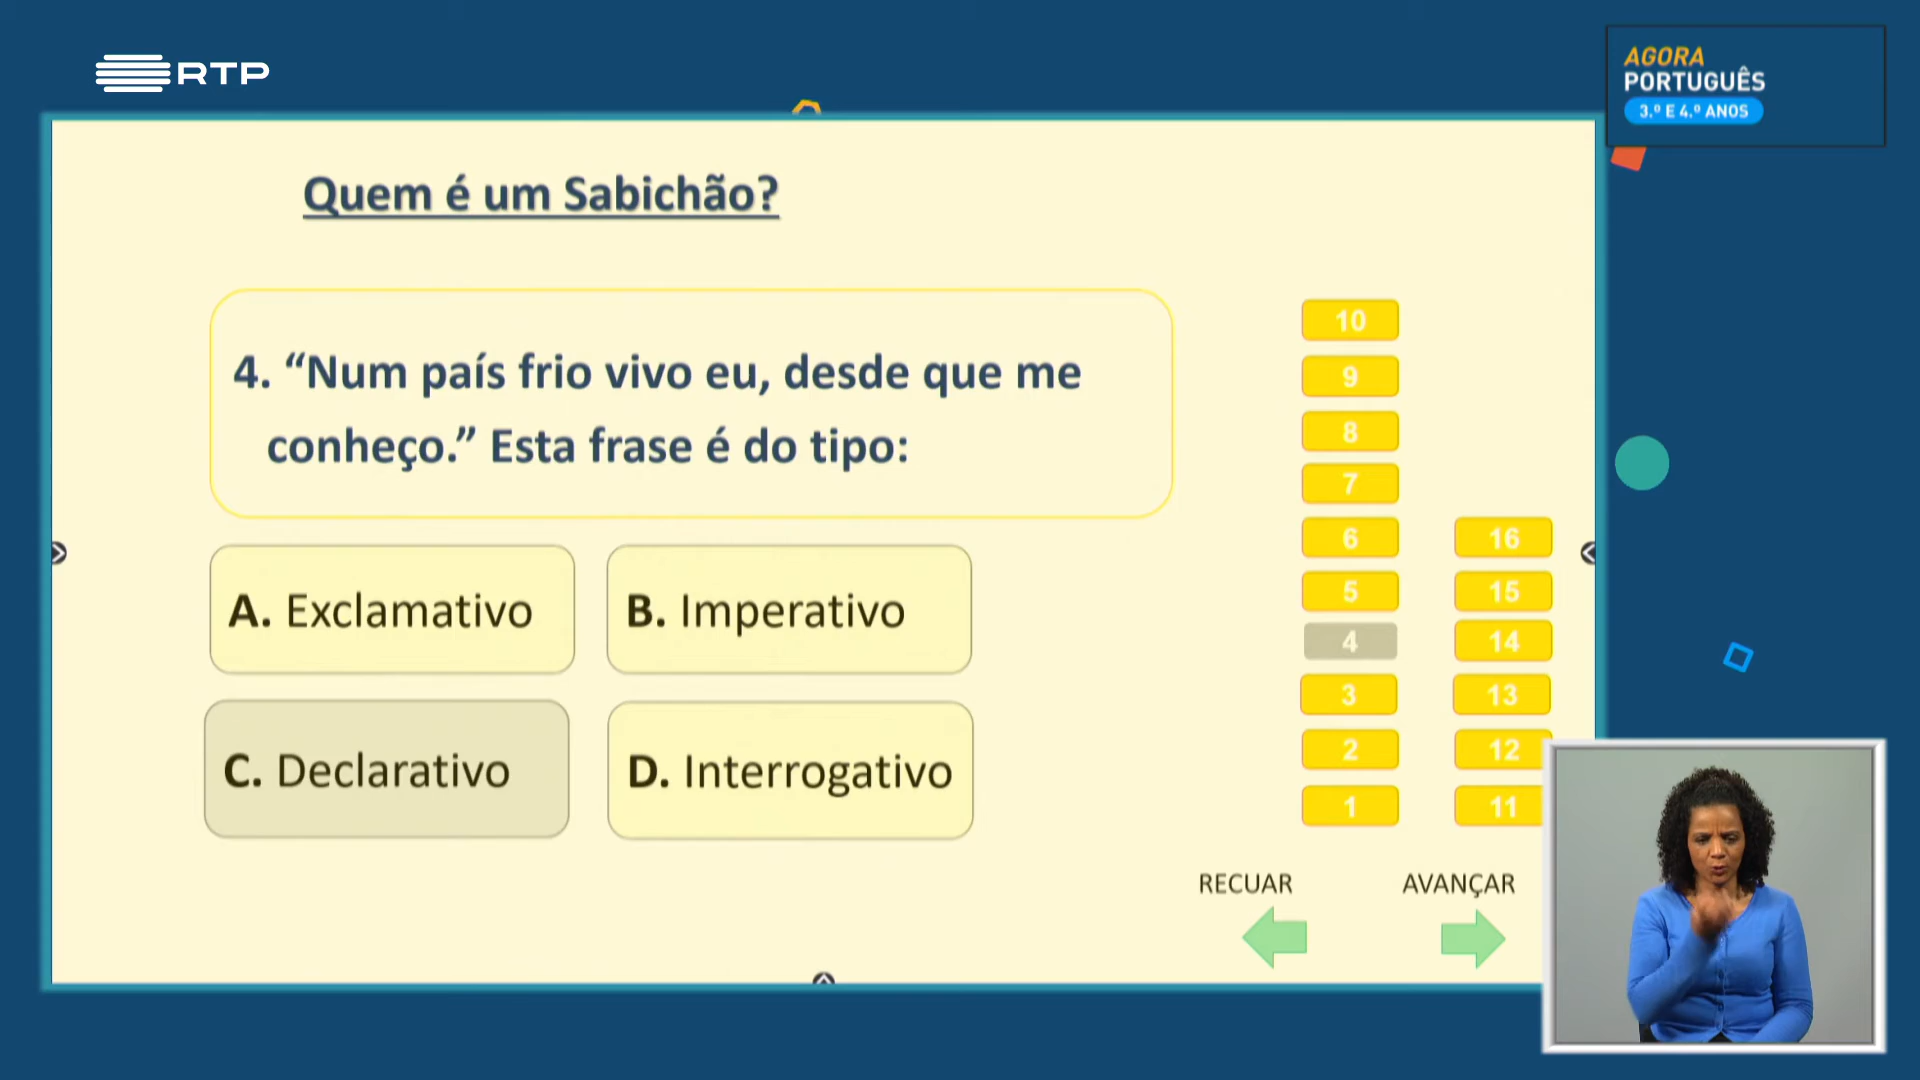 RTP
AGORA
PORTUGUÊS
3.º E 4.º ANOS
Quem é um Sabichão?
4. “Num país frio vivo eu, desde que me
conheço.” Esta frase é do tipo:
A. Exclamativo
B. Imperativo
C. Declarativo
D. Interrogativo
10
9
8
7
6
5
4
3
2
1
16
15
14
13
12
11
RECUAR
AVANÇAR